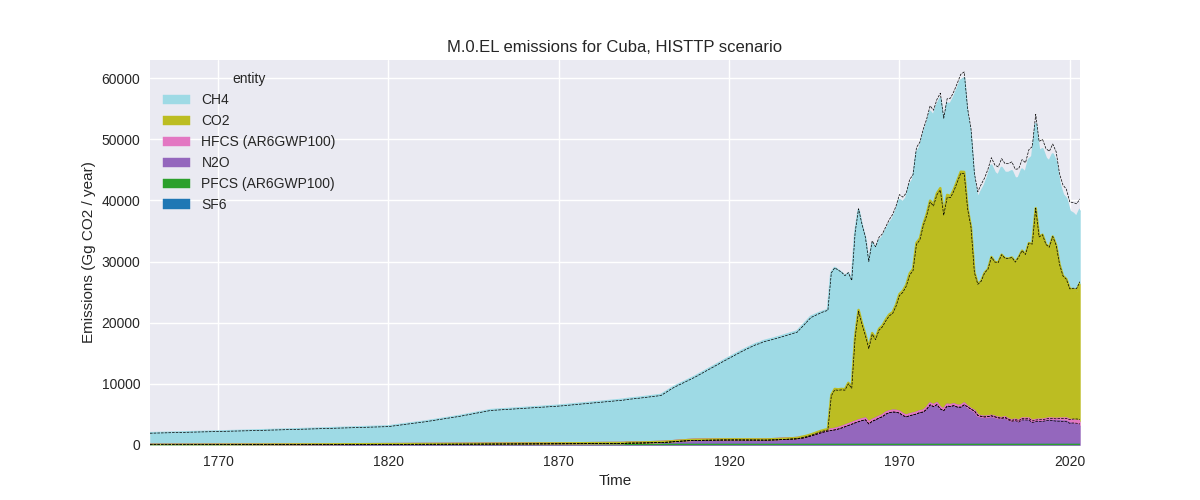 M.0.EL emissions for Cuba, HISTTP scenario
entity
CH4
CO2
HFCS (AR6GWP100)
N2O
PFCS (AR6GWP100)
SF6
Emissions (Gg CO2 / year)
60000
50000
40000
30000
20000
10000
0
1770 1820 1870 1920 1970 2020
Time